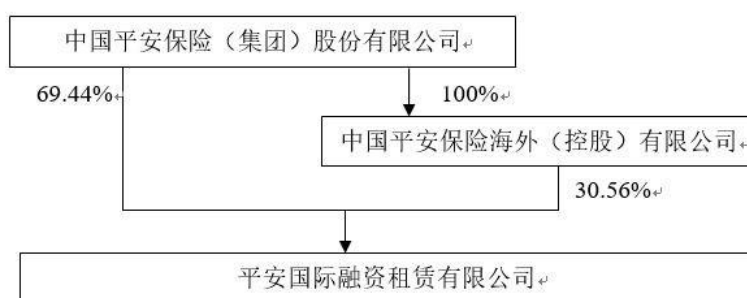 中国平安保险（集团）股份有限公司
69.44%
100%
中国平安保险海外（控股）有限公司
30.56%
平安国际融资租赁有限公司